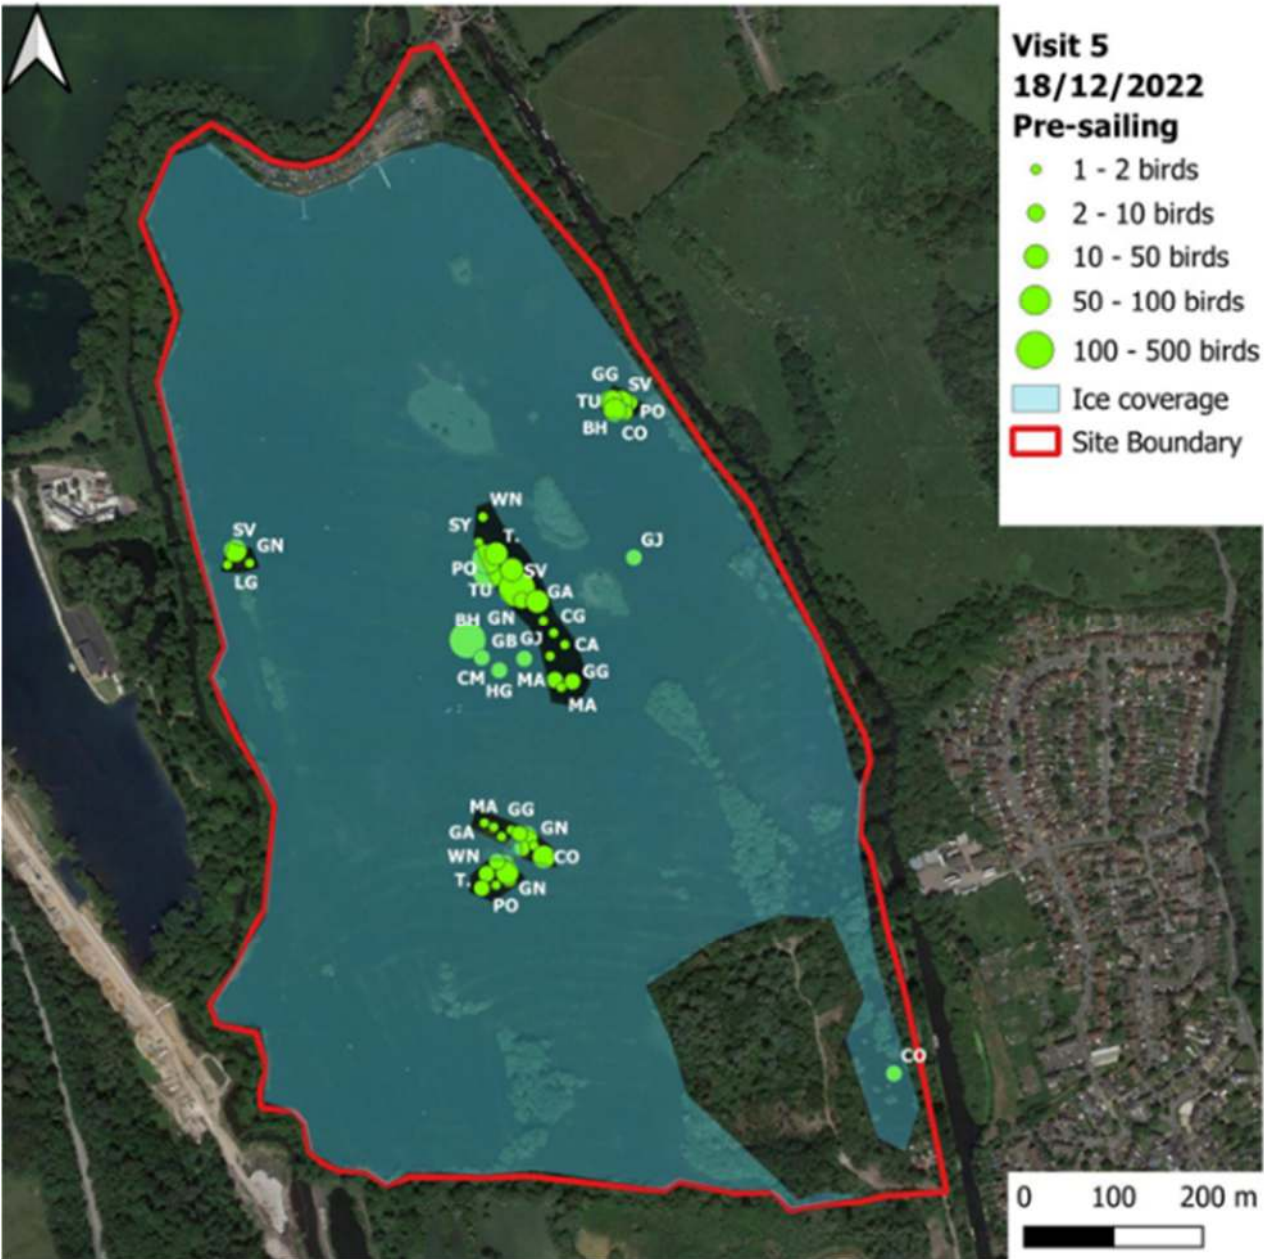 Visit 5
18/12/2022
Pre-sailing
1 - 2 birds
2 - 10 birds
10 - 50 birds
50 - 100 birds
100 - 500 birds
Ice coverage
Site Boundary
GG
SV
TU
PO
BH
CO
WN
SY
T.
GJ
SV
GN
LG
PO
SV
TU
GA
BH
GN
CG
GB
GJ
CA
CM
HG
MA
GG
MA
MA
GG
GA
GN
WN
CO
T.
GN
PO
CO
0 100 200 m